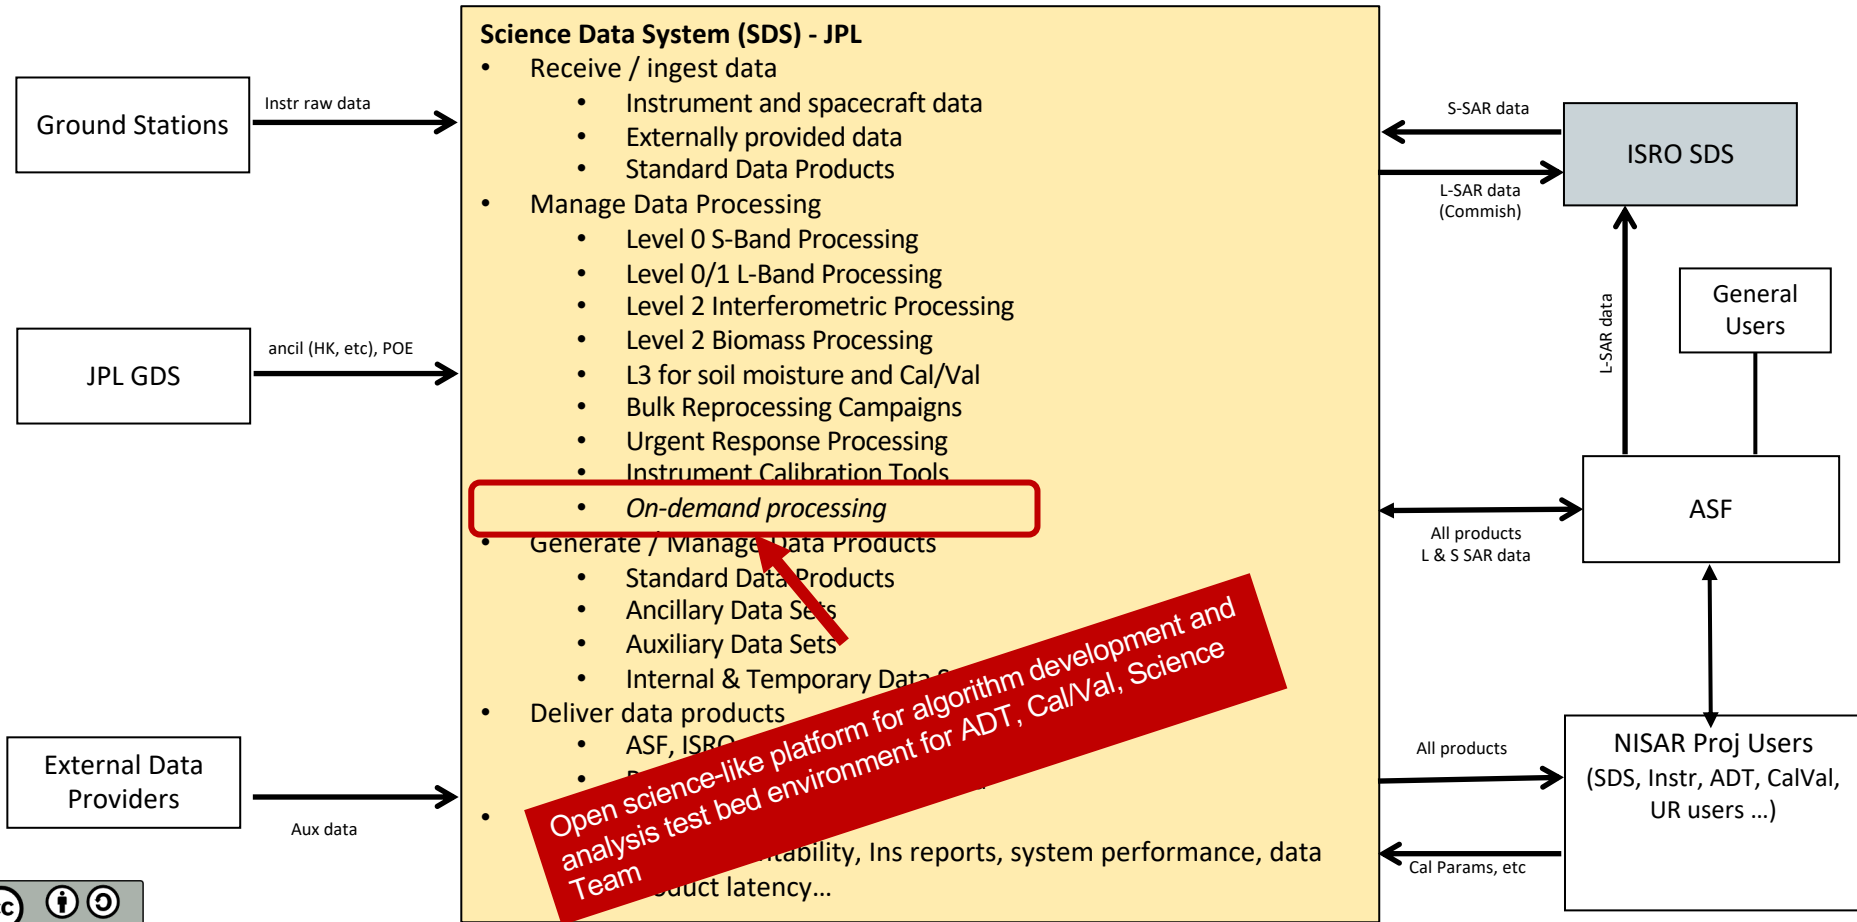 Science Data System (SDS) - JPL
• Receive / ingest data
• Instrument and spacecraft data
• Externally provided data
• Standard Data Products
• Manage Data Processing
• Level 0 S-Band Processing
• Level 0/1 L-Band Processing
• Level 2 Interferometric Processing
• Level 2 Biomass Processing
• L3 for soil moisture and Cal/Val
• Bulk Reprocessing Campaigns
• Urgent Response Processing
• Instrument Calibration Tools
• On-demand processing
• Generate / Manage Data Products
• Standard Data Products
• Ancillary Data Sets
• Auxiliary Data Sets
• Internal & Temporary Data
• Deliver data products
• ASF, ISRO
Ins reports, system performance, data
latency…
Open science-like platform for algorithm development and
analysis test bed environment for ADT, Cal/Val, Science
Team
Ground Stations
Instr raw data
JPL GDS
ancil (HK, etc), POE
External Data
Providers
Aux data
S-SAR data
ISRO SDS
L-SAR data
(Commish)
L-SAR data
General
Users
ASF
All products
L & S SAR data
All products
NISAR Proj Users
(SDS, Instr, ADT, CalVal,
UR users …)
Cal Params, etc
cc